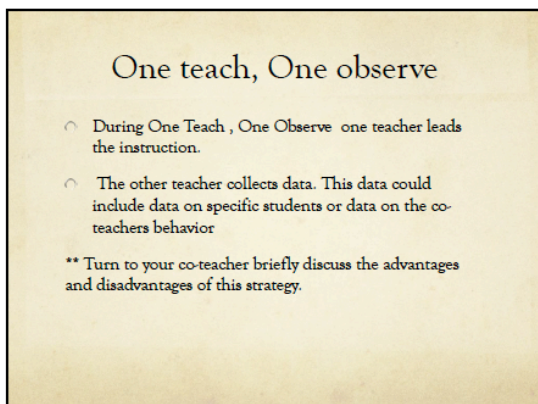 One teach, One observe
During One Teach , One Observe one teacher leads
the instruction.
The other teacher collects data. This data could
include data on specific students or data on the co-
teachers behavior
** Turn to your co-teacher briefly discuss the advantages
and disadvantages of this strategy.